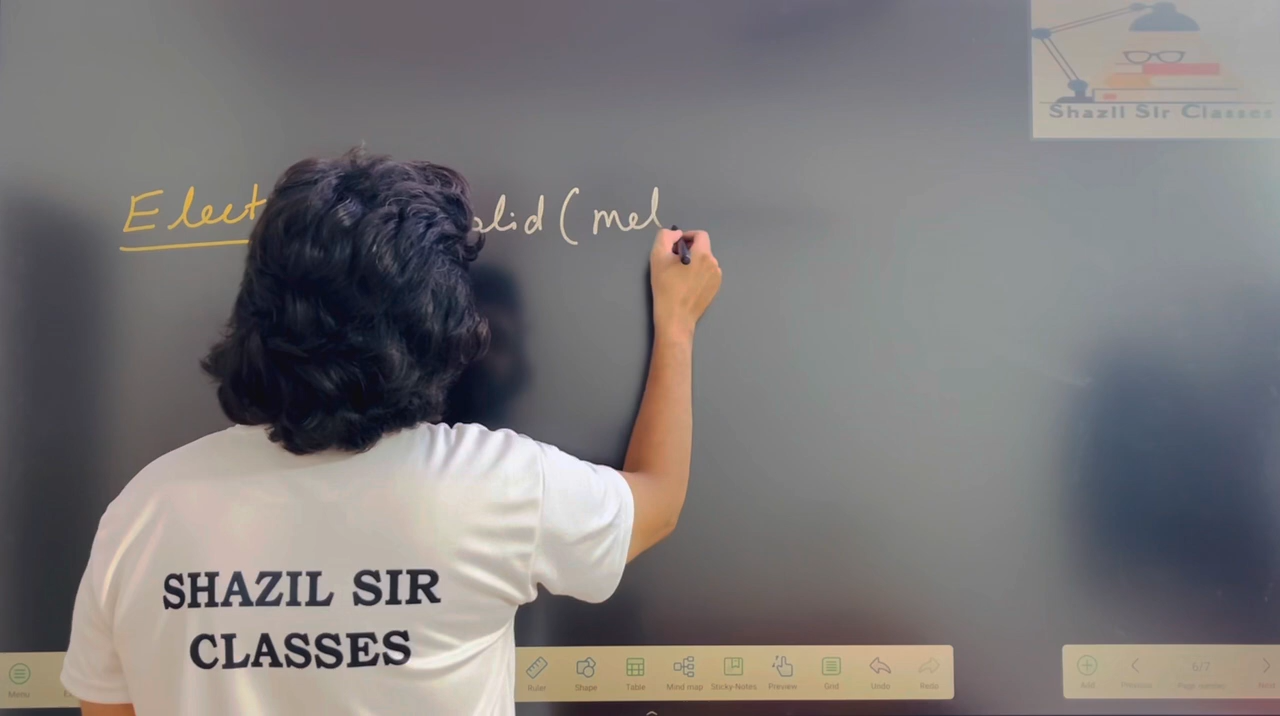 Shazil Sir Classes
Elect olid (mel
SHAZIL SIR
CLASSES
Menu Ruler Shape Table Mind map Sticky-Notes Preview Grid Undo Redo Add Previous 6/7 Page number Next